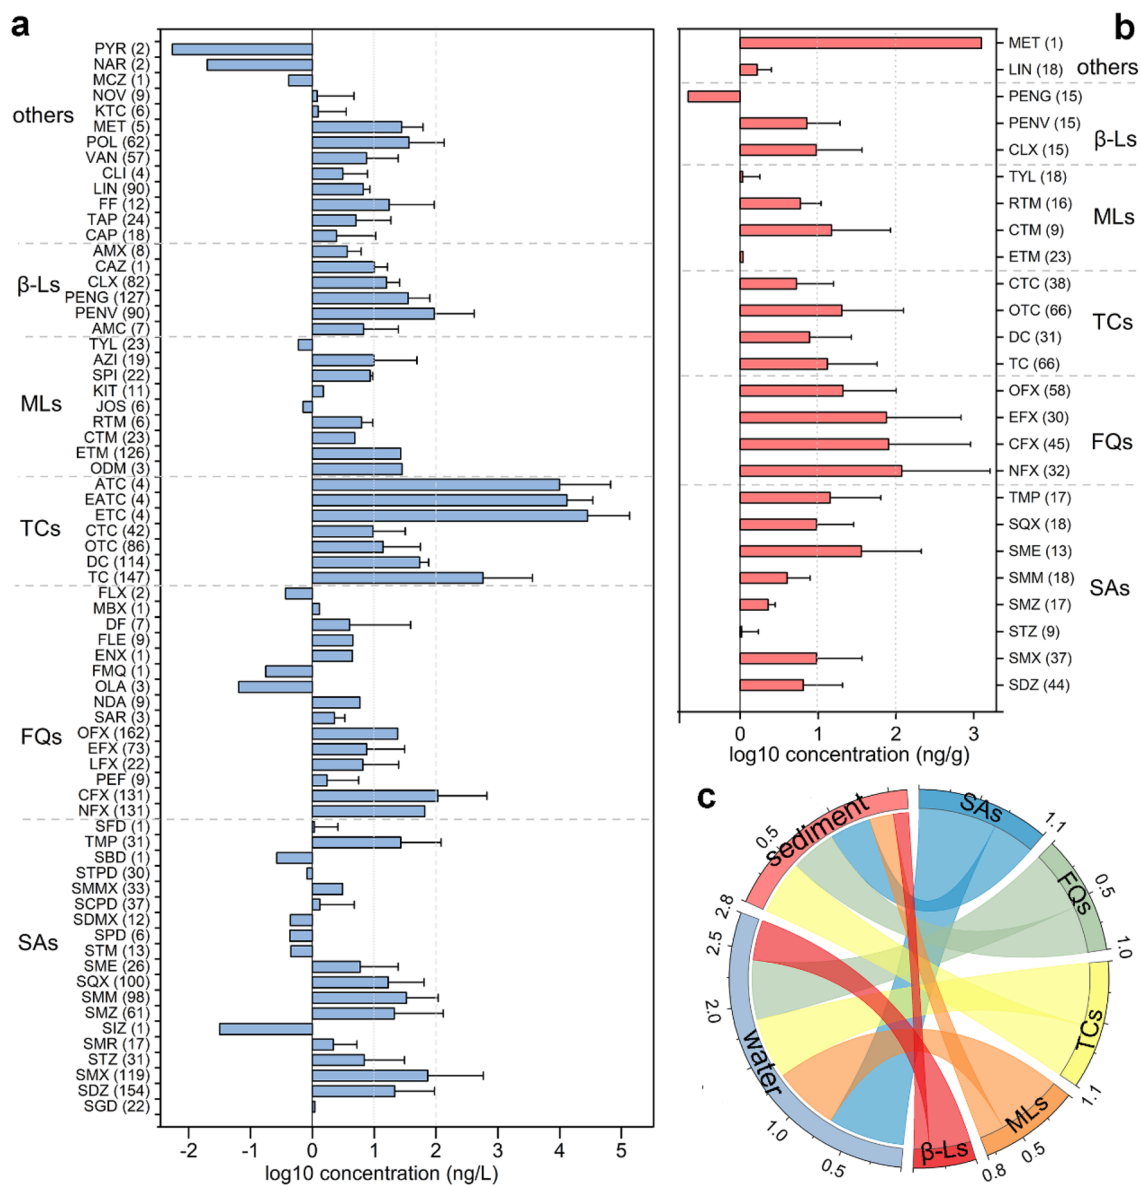 a
PYR (2)
NAR (2)
MCZ (1)
NOV (9)
KTC (6)
MET (5)
POL (62)
VAN (57)
CLI (4)
LIN (90)
FF (12)
TAP (24)
CAP (18)
others
AMX (8)
CAZ (1)
CLX (82)
PENG (127)
PENV (90)
AMC (7)
β-Ls
TYL (23)
AZI (19)
SPI (22)
KIT (11)
JOS (6)
RTM (6)
CTM (23)
ETM (126)
ODM (3)
MLs
ATC (4)
EATC (4)
ETC (4)
CTC (42)
OTC (86)
DC (114)
TC (147)
TCs
FLX (2)
MBX (1)
DF (7)
FLE (9)
ENX (1)
FMQ (1)
OLA (3)
NDA (9)
SAR (3)
OFX (162)
EFX (73)
LFX (22)
PEF (9)
CFX (131)
NFX (131)
FQs
SFD (1)
TMP (31)
SBD (1)
STPD (30)
SMMX (33)
SCPD (37)
SDMX (12)
SPD (6)
STM (13)
SME (26)
SQX (100)
SMM (98)
SMZ (61)
SIZ (1)
SMR (17)
STZ (31)
SMX (119)
SDZ (154)
SGD (22)
SAs
-2 -1 0 1 2 3 4 5
log10 concentration (ng/L)
b
MET (1)
LIN (18)
others
PENG (15)
PENV (15)
CLX (15)
β-Ls
TYL (18)
RTM (16)
CTM (9)
ETM (23)
MLs
CTC (38)
OTC (66)
DC (31)
TC (66)
TCs
OFX (58)
EFX (30)
CFX (45)
NFX (32)
FQs
TMP (17)
SQX (18)
SME (13)
SMM (18)
SMZ (17)
STZ (9)
SMX (37)
SDZ (44)
SAs
0 1 2 3
log10 concentration (ng/g)
c
sediment
0.5
2.8
SAs
1.1
FQs
0.5
1.0
TCs
1.1
MLs
0.5
0.8
β-Ls
water
2.5
2.0
1.0
0.5